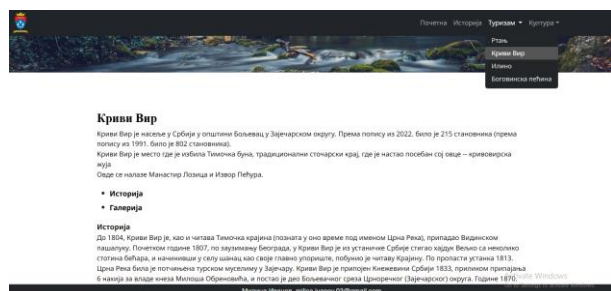 Почетна Историја Туризам Култура
Ртањ
Криви Вир
Илино
Боговинска пећина
Криви Вир
Криви Вир је насеље у Србији у општини Бољевац у Зајечарском округу. Према попису из 2022. било је 215 становника (према
попису из 1991. било је 802 становника).
Криви Вир је место где је избила Тимочка буна, традиционални сточарски крај, где је настао посебан сој овце -- кривовирска
жуја
Овде се налазе Манастир Лозица и Извор Пећура.
• Историја
• Галерија
Историја
До 1804, Криви Вир је, као и читава Тимочка крајина (позната у оно време под именом Црна Река), припадао Видинском
пашалуку. Почетком године 1807, по заузимању Београда, у Криви Вир је из устаничке Србије стигао хајдук Вељко са неколико
стотина бећара, и начинивши у селу шанац као своје главно упориште, побунио је читаву Крајину. По пропасти устанка 1813.
Црна Река била је потчињена турском муселиму у Зајечару. Криви Вир је припојен Кнежевини Србији 1833, приликом припајања
6 нахија за владе кнеза Милоша Обреновића, и постао је део Бољевачког среза Црноречког (Зајечарског) округа. Године 1870.